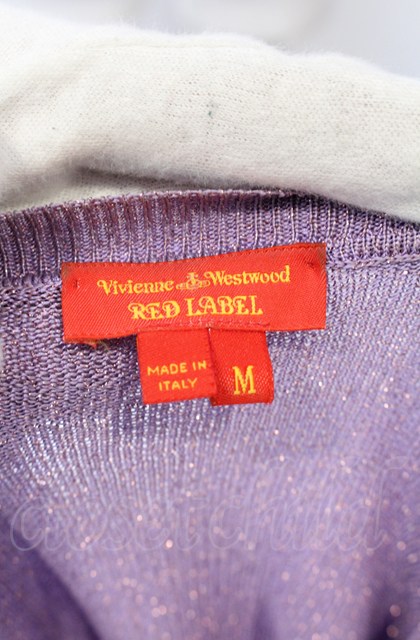 Vivienne Westwood
RED LABEL
MADE IN
ITALY
M